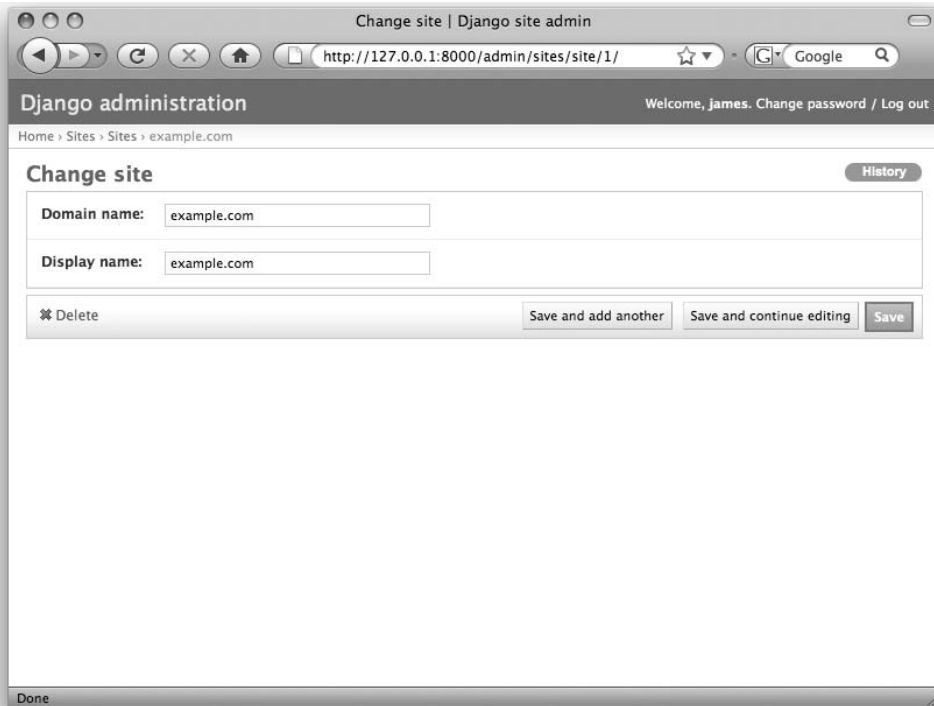 Change site | Django site admin
http://127.0.0.1:8000/admin/sites/site/1/
G Google
Django administration
Welcome, james. Change password / Log out
Home › Sites › Sites › example.com
Change site
History
Domain name: example.com
Display name: example.com
Delete
Save and add another
Save and continue editing
Save
Done